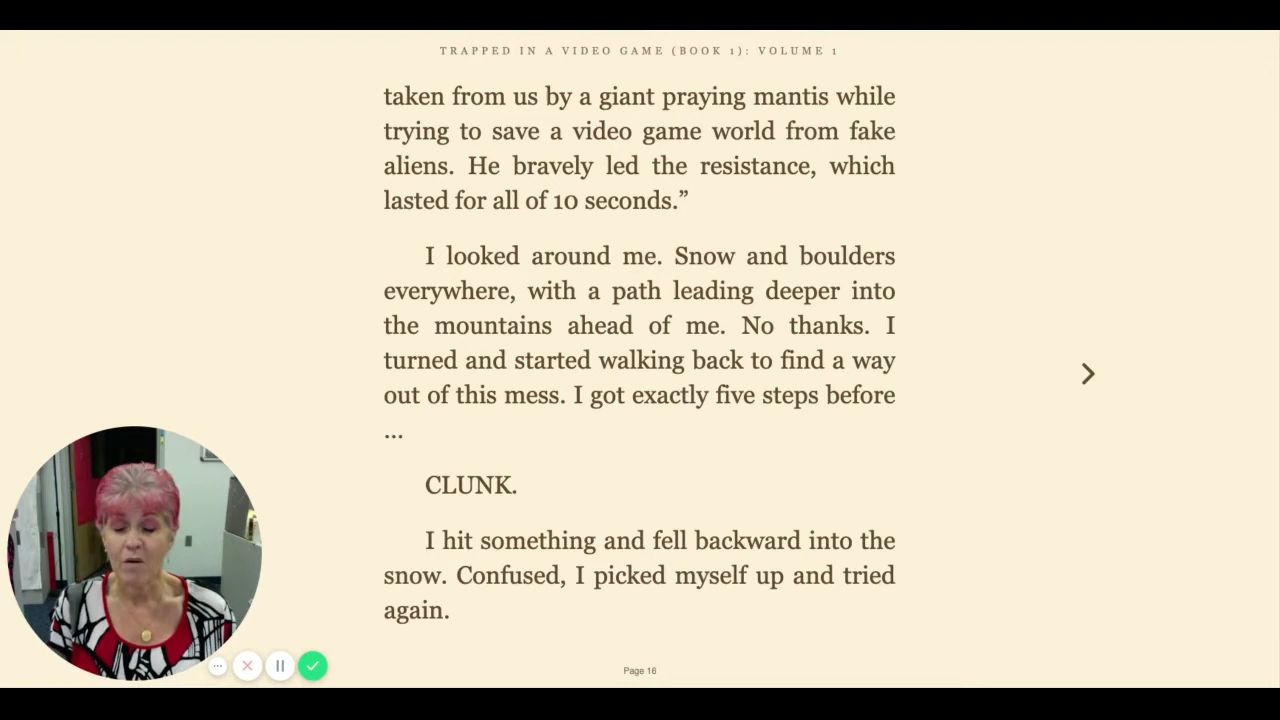 TRAPPED IN A VIDEO GAME (BOOK 1): VOLUME 1
taken from us by a giant praying mantis while
trying to save a video game world from fake
aliens. He bravely led the resistance, which
lasted for all of 10 seconds.”
I looked around me. Snow and boulders
everywhere, with a path leading deeper into
the mountains ahead of me. No thanks. I
turned and started walking back to find a way
out of this mess. I got exactly five steps before
...
CLUNK.
I hit something and fell backward into the
snow. Confused, I picked myself up and tried
again.
Page 16